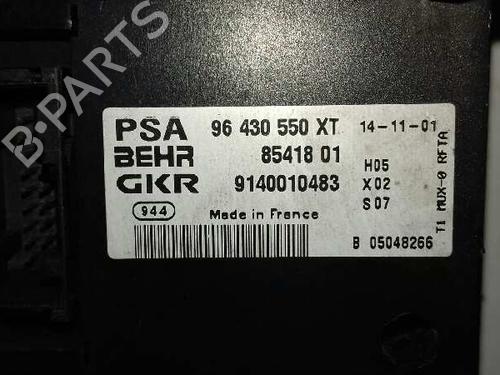 PSA 96 430 550 XT 14-11-01
BEHR 85418 01 H05
GKR 9140010483 X02
S07
944 Made in France
B 05048266
T1 MUX-0 RFTA
B-PARTS